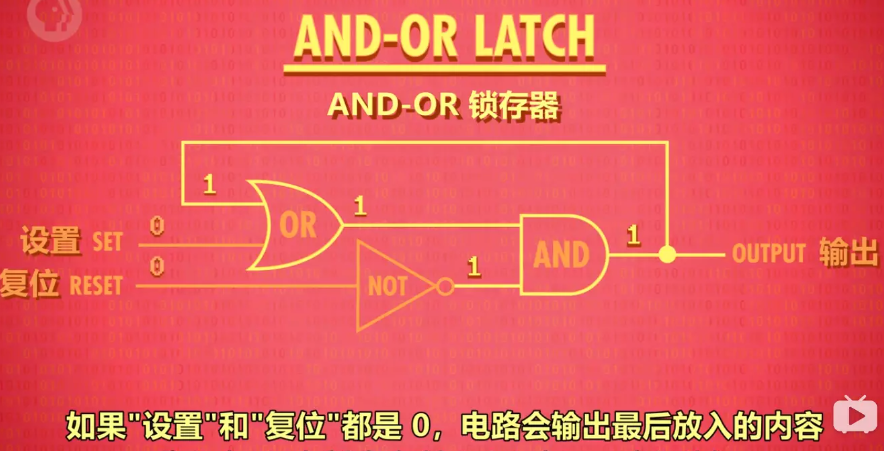 AND-OR LATCH
AND-OR 锁存器
1
OR
1
设置 SET 0
复位 RESET 0
NOT
1
AND
1
OUTPUT 输出
如果"设置"和"复位"都是 0，电路会输出最后放入的内容